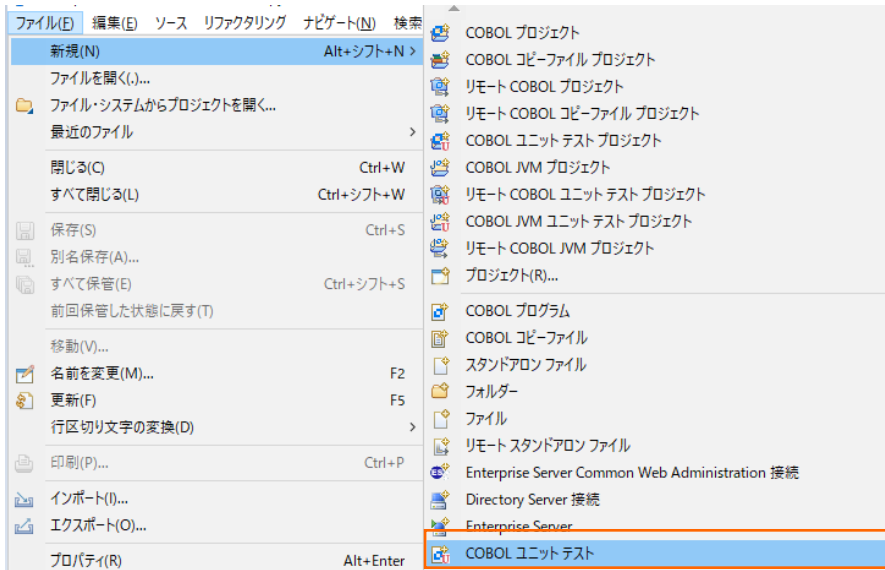 ファイル(F) 編集(E) ソース リファクタリング ナビゲート(N) 検索
新規(N) Alt+シフト+N >
ファイルを開く(.)...
ファイル・システムからプロジェクトを開く...
最近のファイル >
閉じる(C) Ctrl+W
すべて閉じる(L) Ctrl+シフト+W
保存(S) Ctrl+S
別名保存(A)...
すべて保管(E) Ctrl+シフト+S
前回保管した状態に戻す(T)
移動(V)...
名前を変更(M)... F2
更新(F) F5
行区切り文字の変換(D) >
印刷(P)... Ctrl+P
インポート(I)...
エクスポート(O)...
プロパティ(R) Alt+Enter
COBOL プロジェクト
COBOL コピーファイル プロジェクト
リモート COBOL プロジェクト
リモート COBOL コピーファイル プロジェクト
COBOL ユニット テスト プロジェクト
COBOL JVM プロジェクト
リモート COBOL ユニット テスト プロジェクト
COBOL JVM ユニット テスト プロジェクト
リモート COBOL JVM プロジェクト
プロジェクト(R)...
COBOL プログラム
COBOL コピーファイル
スタンドアロン ファイル
フォルダー
ファイル
リモート スタンドアロン ファイル
Enterprise Server Common Web Administration 接続
Directory Server 接続
Enterprise Server
COBOL ユニット テスト